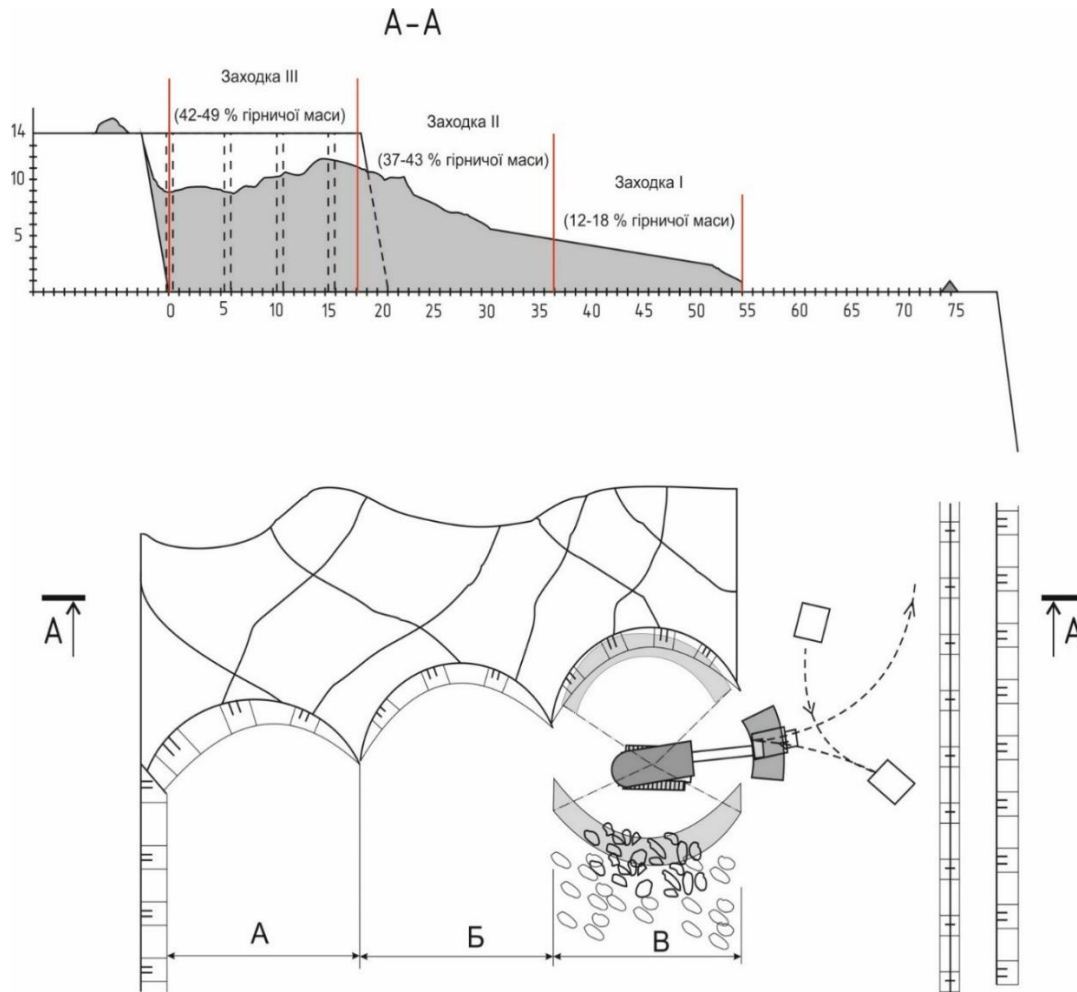 А-А
Заходка III
(42-49 % гірничої маси)
Заходка II
(37-43 % гірничої маси)
Заходка I
(12-18 % гірничої маси)
14
10
5
0 5 10 15 20 25 30 35 40 45 50 55 60 65 70 75
А А
А Б В